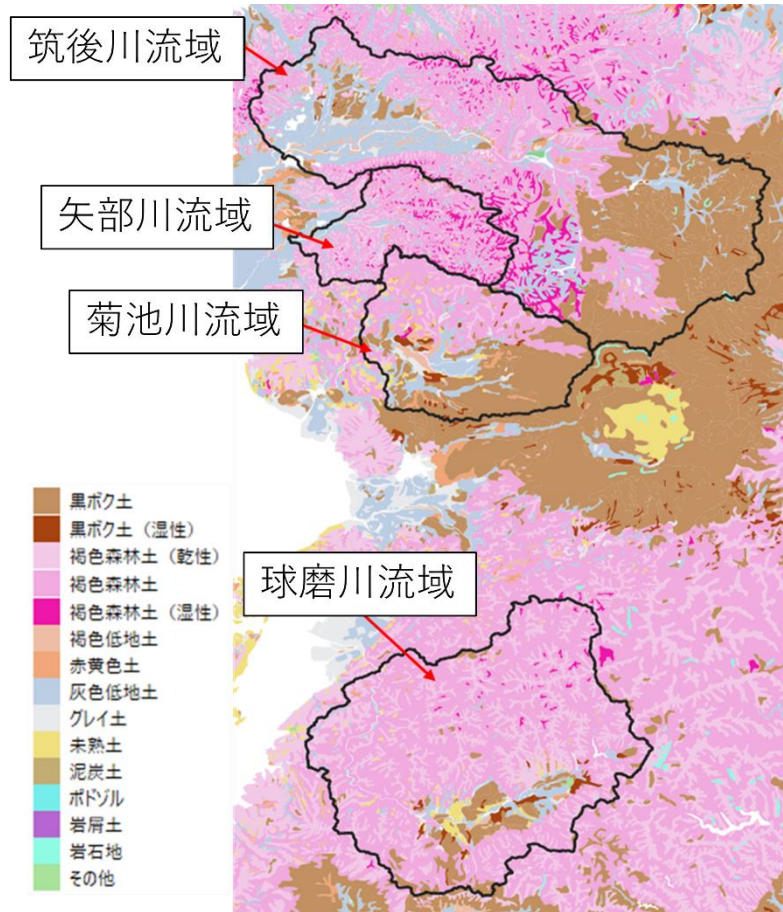 筑後川流域
矢部川流域
菊池川流域
球磨川流域
黒ボク土
黒ボク土（湿性）
褐色森林土（乾性）
褐色森林土
褐色森林土（湿性）
褐色低地土
赤黄色土
灰色低地土
グレイ土
未熟土
泥炭土
ポドゾル
岩屑土
岩石地
その他